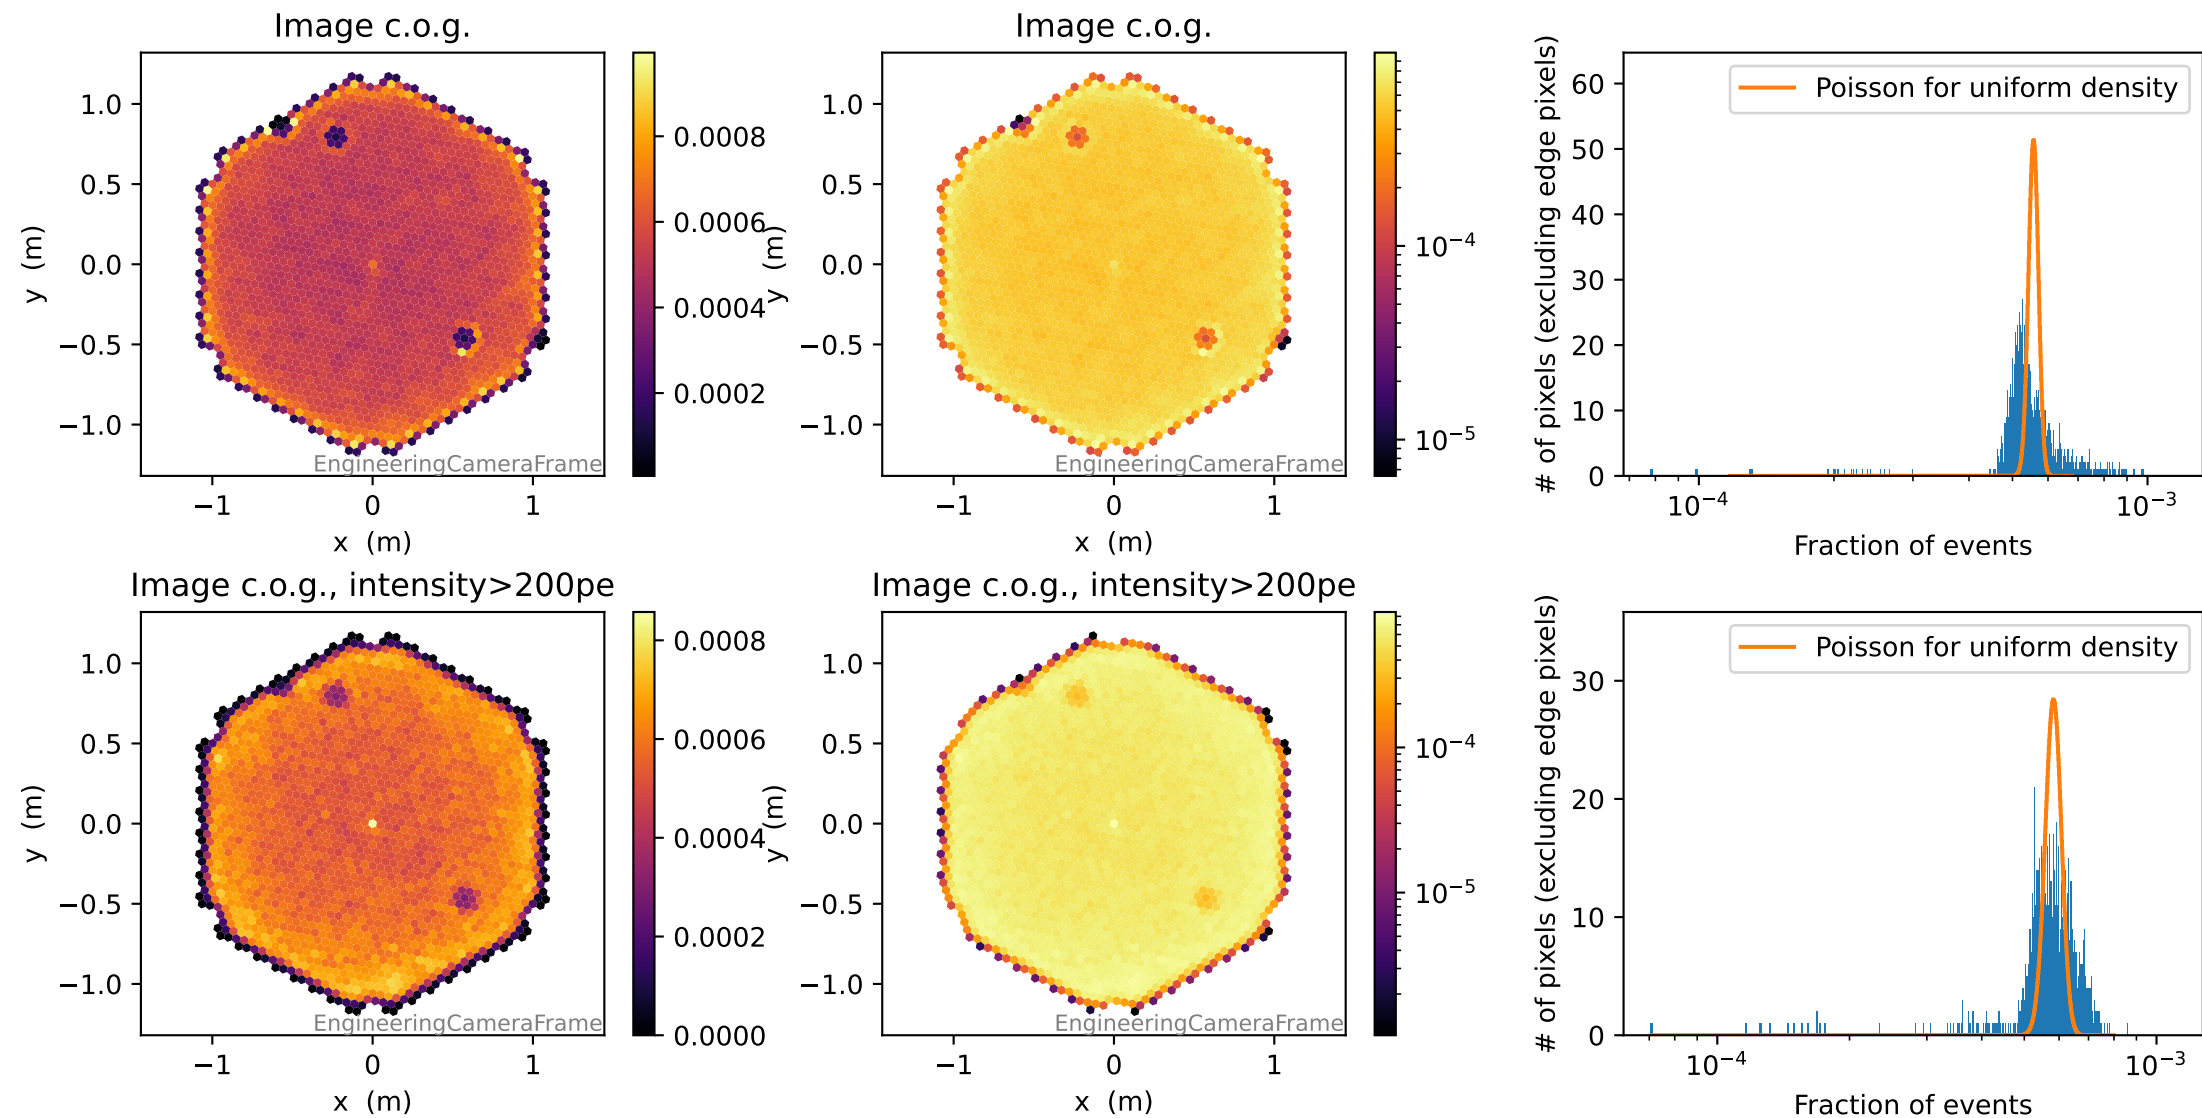 Image c.o.g.
1.0
0.5
0.0
−0.5
−1.0
y (m)
−1 0 1
x (m)
EngineeringCameraFrame
0.0008
0.0006
0.0004
0.0002
Image c.o.g.
1.0
0.5
0.0
−0.5
−1.0
y (m)
−1 0 1
x (m)
EngineeringCameraFrame
10⁻⁴
10⁻⁵
Poisson for uniform density
60
50
40
30
20
10
0
# of pixels (excluding edge pixels)
10⁻⁴ 10⁻³
Fraction of events
Image c.o.g., intensity>200pe
1.0
0.5
0.0
−0.5
−1.0
y (m)
−1 0 1
x (m)
EngineeringCameraFrame
0.0008
0.0006
0.0004
0.0002
0.0000
Image c.o.g., intensity>200pe
1.0
0.5
0.0
−0.5
−1.0
y (m)
−1 0 1
x (m)
EngineeringCameraFrame
10⁻⁴
10⁻⁵
Poisson for uniform density
30
20
10
0
# of pixels (excluding edge pixels)
10⁻⁴ 10⁻³
Fraction of events